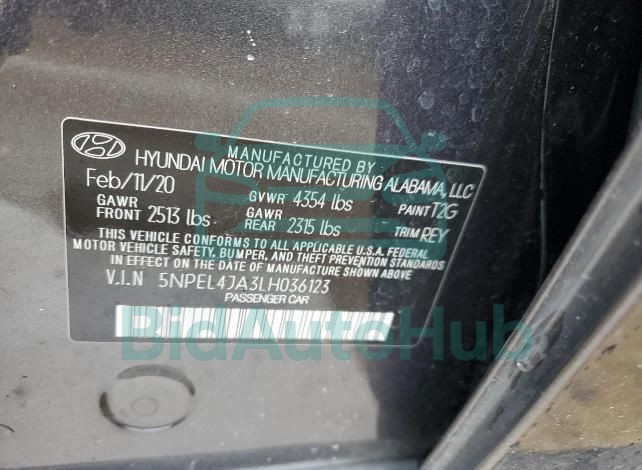 MANUFACTURED BY
HYUNDAI MOTOR MANUFACTURING ALABAMA, LLC
Feb/11/20 GVWR 4354 lbs PAINT T2G
GAWR FRONT 2513 lbs GAWR REAR 2315 lbs TRIM REY
THIS VEHICLE CONFORMS TO ALL APPLICABLE U.S.A. FEDERAL
MOTOR VEHICLE SAFETY, BUMPER, AND THEFT PREVENTION STANDARDS
IN EFFECT ON THE DATE OF MANUFACTURE SHOWN ABOVE.
V.I.N 5NPEL4JA3LH036123
PASSENGER CAR
BidAutoHub